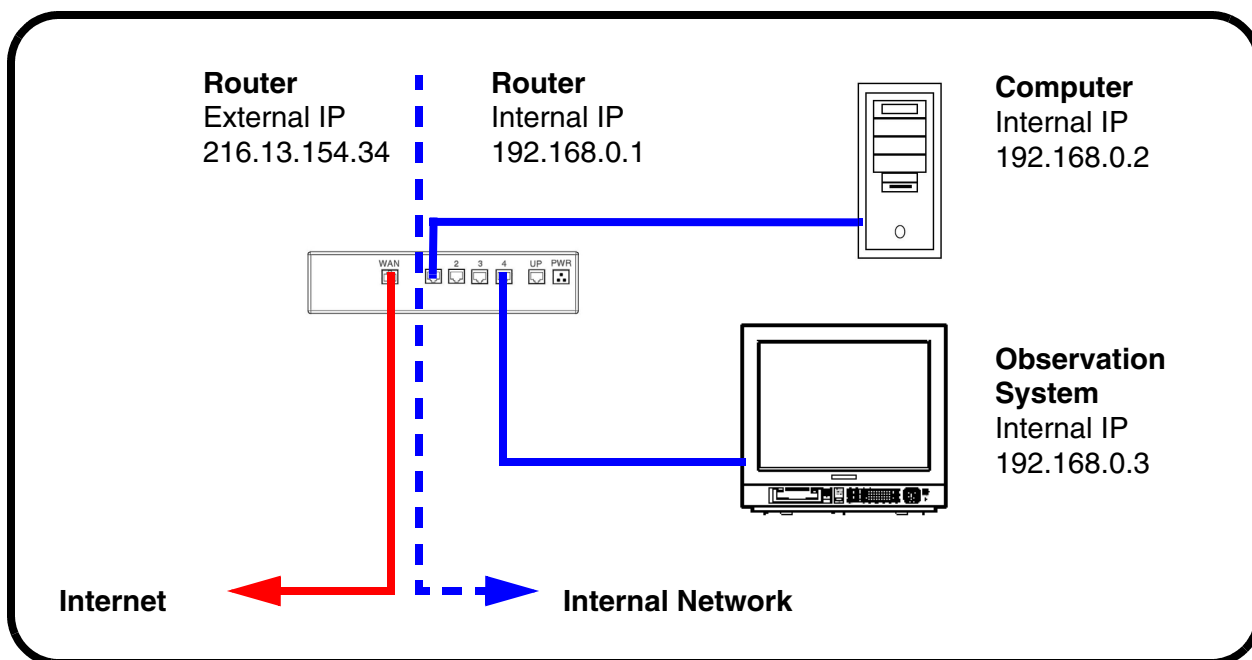 Router
External IP
216.13.154.34
Router
Internal IP
192.168.0.1
Computer
Internal IP
192.168.0.2
WAN
2
3
4
UP
PWR
Observation
System
Internal IP
192.168.0.3
Internet
Internal Network